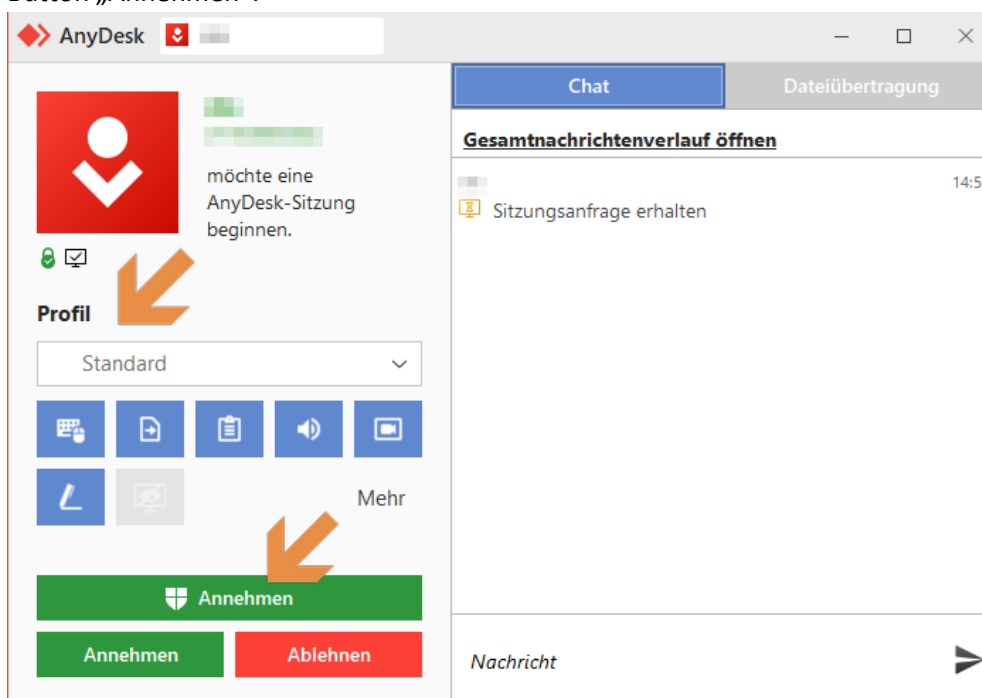 Button „Annehmen“.
AnyDesk
möchte eine
AnyDesk-Sitzung
beginnen.
Profil
Standard
Mehr
Annehmen
Annehmen
Ablehnen
Chat
Dateiübertragung
Gesamtnachrichtenverlauf öffnen
14:5
Sitzungsanfrage erhalten
Nachricht